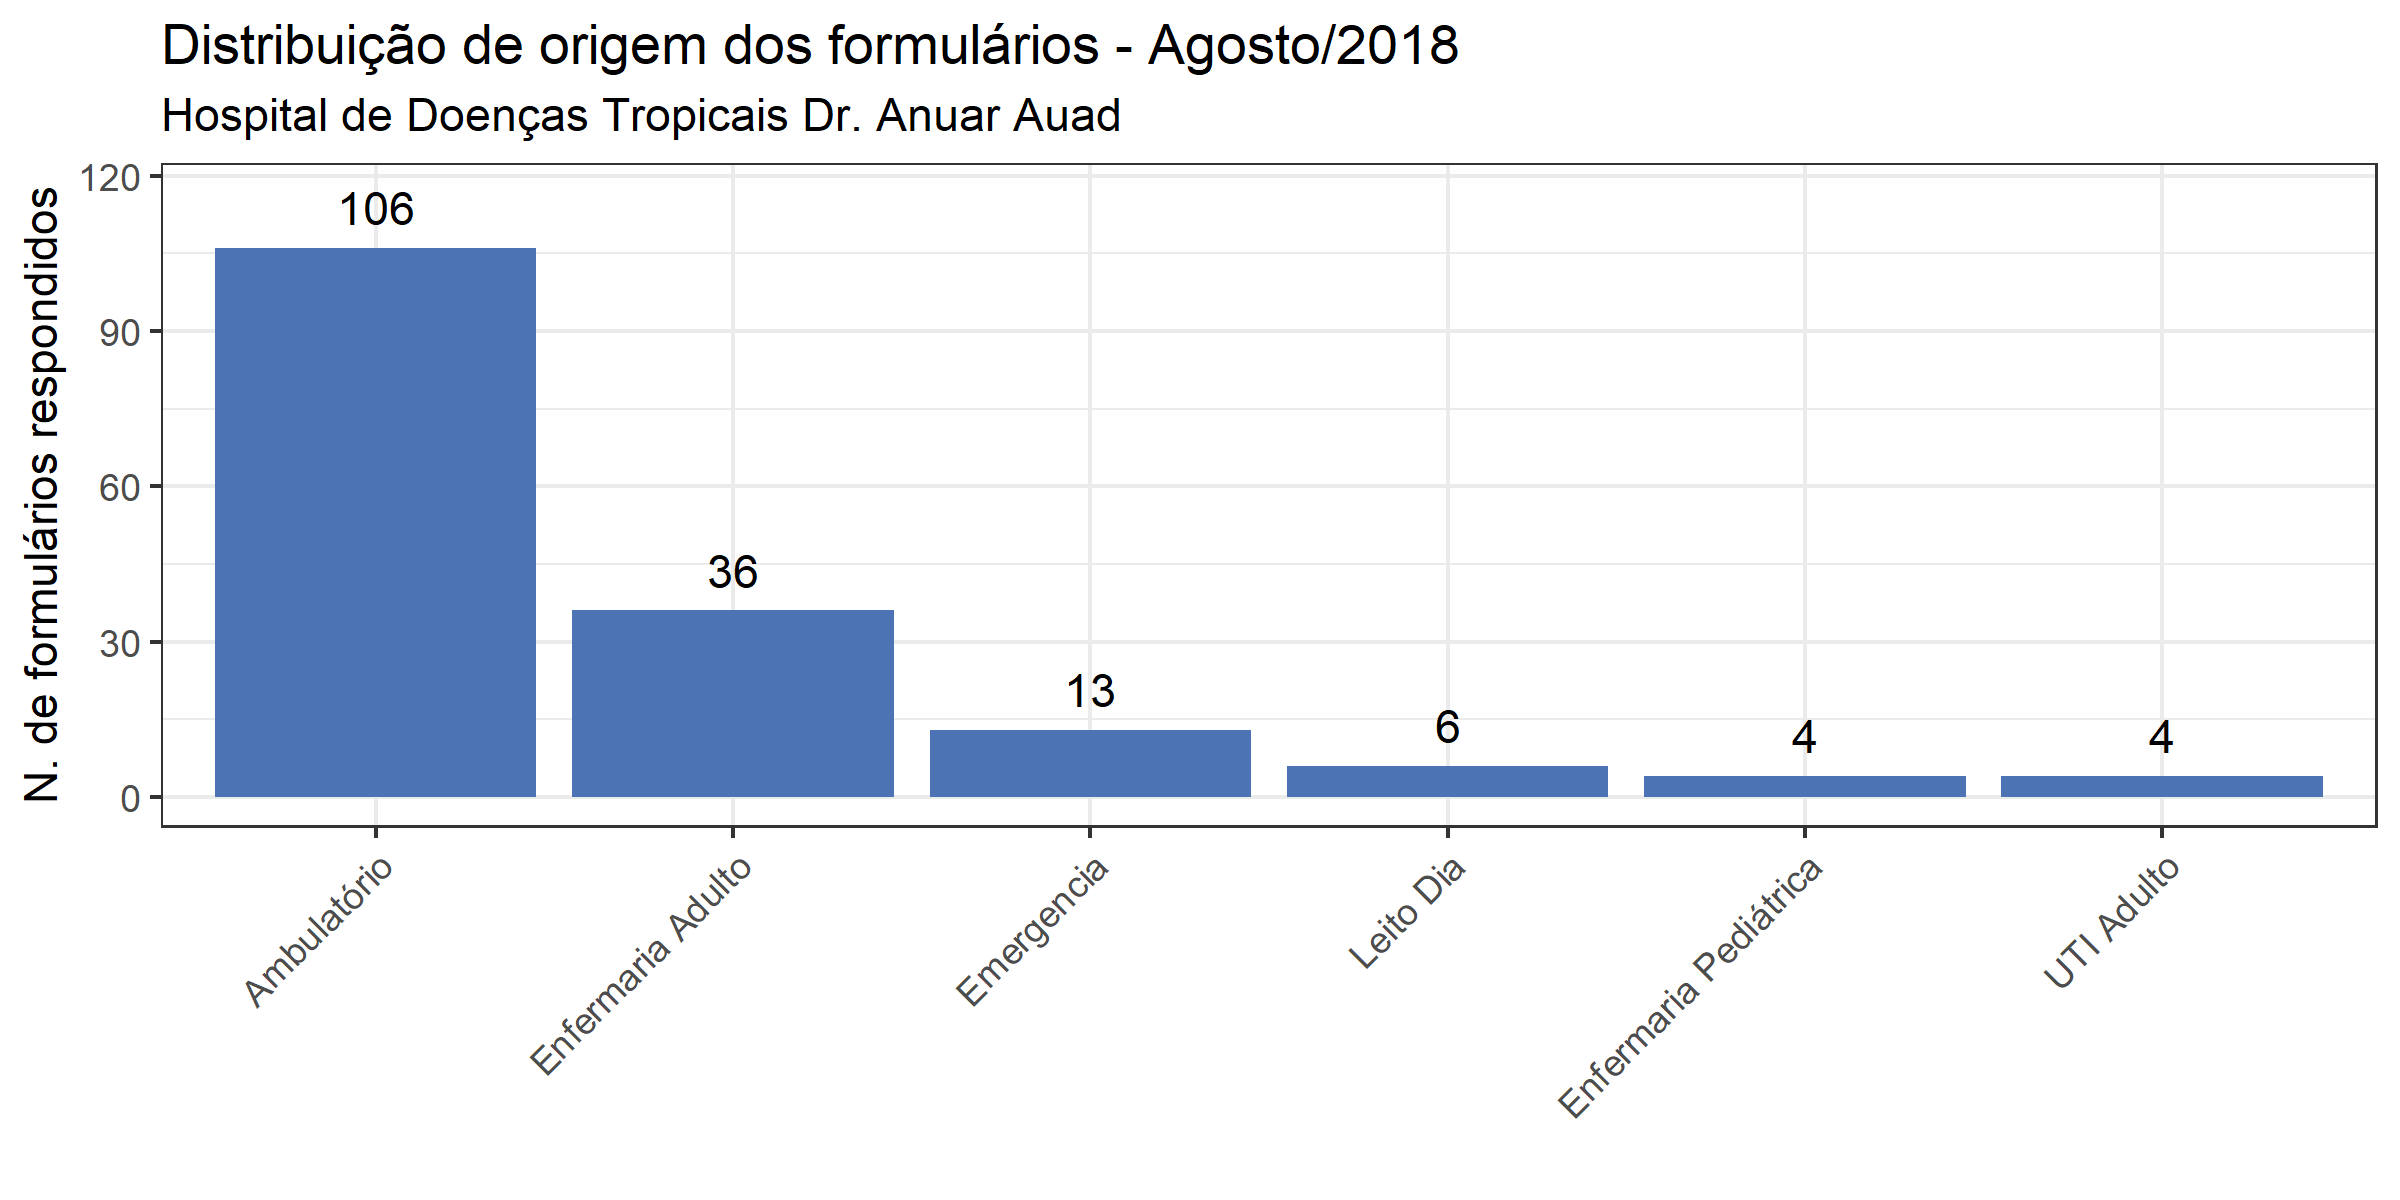 Distribuição de origem dos formulários - Agosto/2018
Hospital de Doenças Tropicais Dr. Anuar Auad
N. de formulários respondidos
120
90
60
30
0
106
36
13
6
4
4
Ambulatório
Enfermaria Adulto
Emergencia
Leito Dia
Enfermaria Pediátrica
UTI Adulto